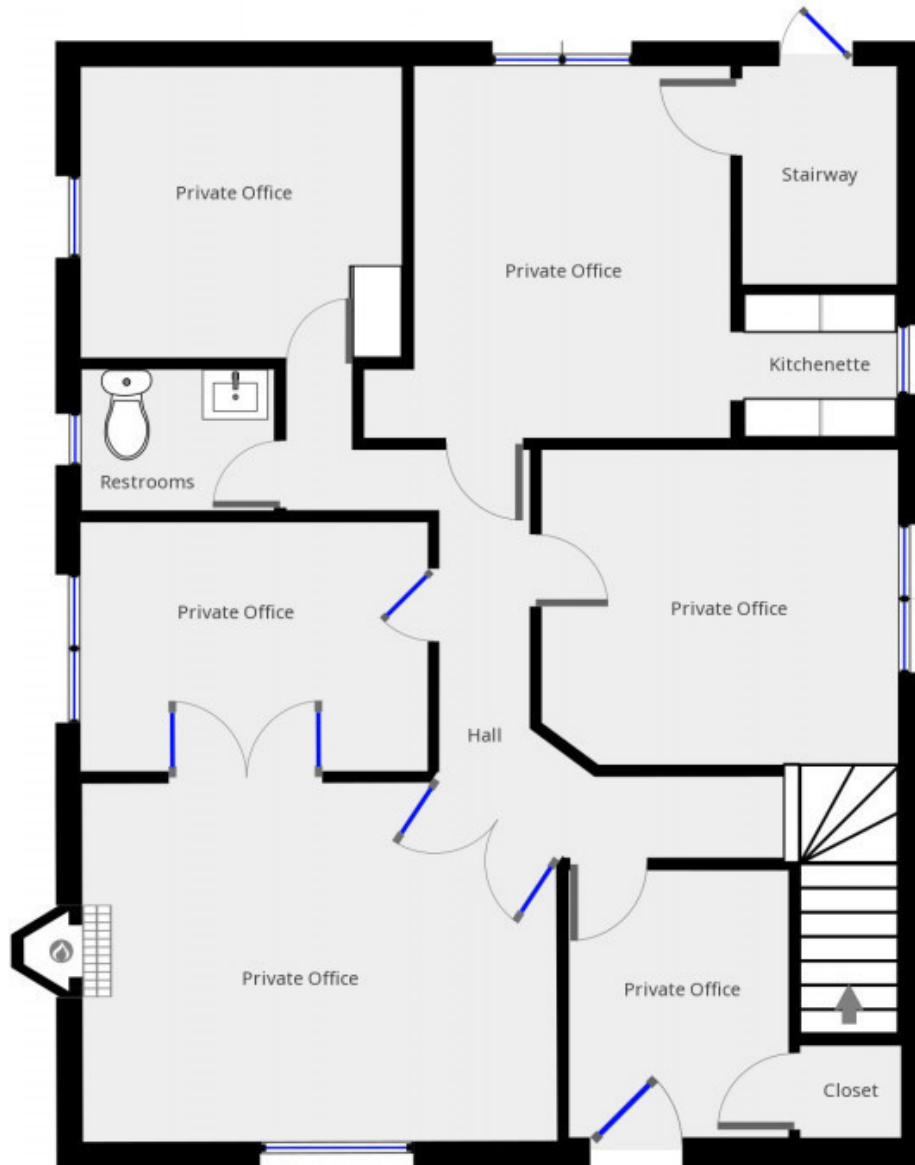 Stairway
Private Office
Private Office
Kitchenette
Restrooms
Private Office
Private Office
Hall
Private Office
Private Office
Closet